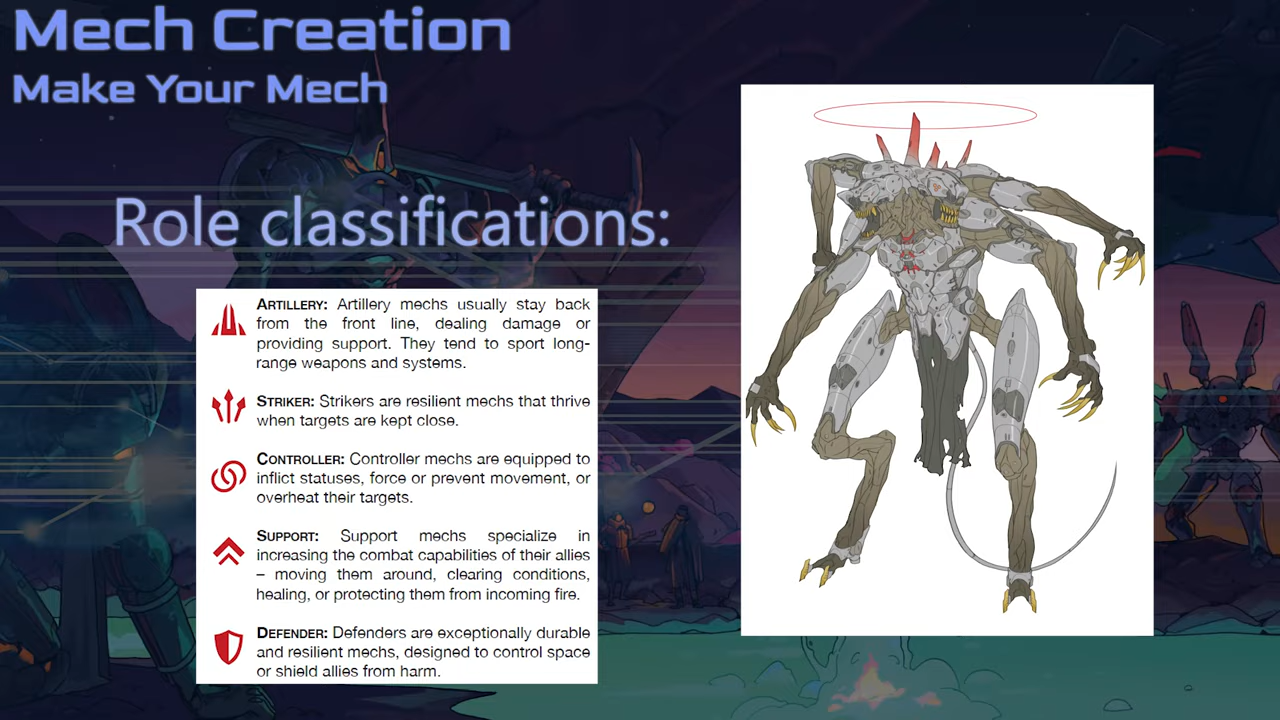 Mech Creation
Make Your Mech
Role classifications:
ARTILLERY: Artillery mechs usually stay back
from the front line, dealing damage or
providing support. They tend to sport long-
range weapons and systems.
STRIKER: Strikers are resilient mechs that thrive
when targets are kept close.
CONTROLLER: Controller mechs are equipped to
inflict statuses, force or prevent movement, or
overheat their targets.
SUPPORT: Support mechs specialize in
increasing the combat capabilities of their allies
– moving them around, clearing conditions,
healing, or protecting them from incoming fire.
DEFENDER: Defenders are exceptionally durable
and resilient mechs, designed to control space
or shield allies from harm.